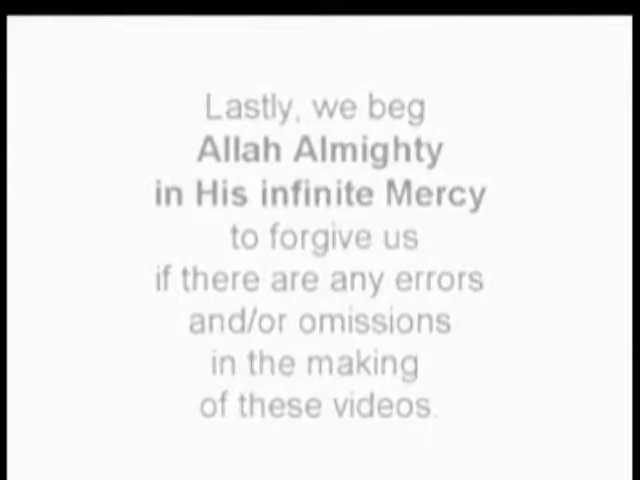 Lastly, we beg
Allah Almighty
in His infinite Mercy
to forgive us
if there are any errors
and/or omissions
in the making
of these videos.